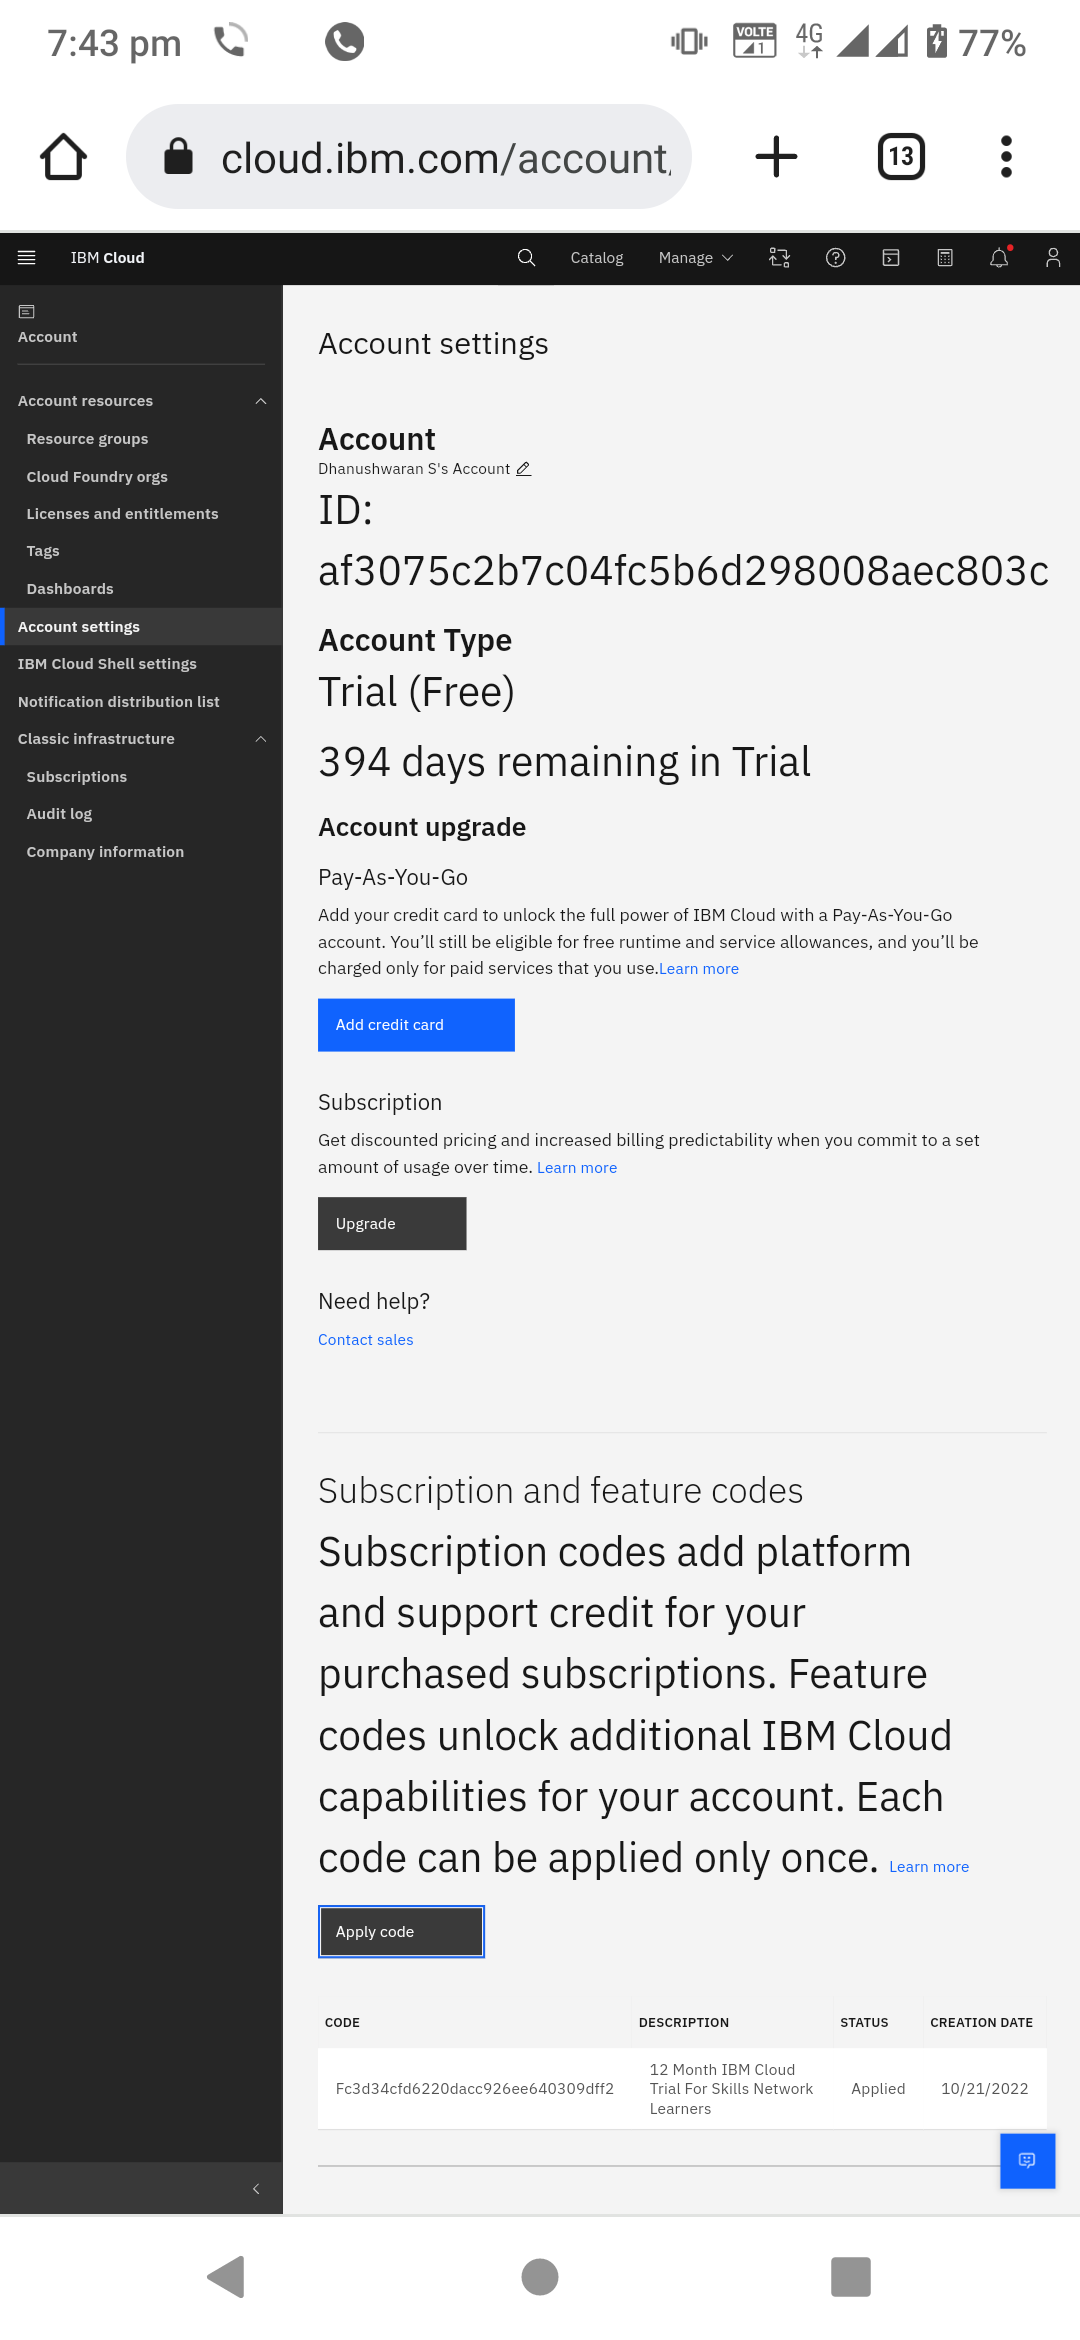 7:43 pm
VOLTE
1
4G
77%
cloud.ibm.com/account,
13
IBM Cloud
Catalog
Manage
Account
Account resources
Resource groups
Cloud Foundry orgs
Licenses and entitlements
Tags
Dashboards
Account settings
IBM Cloud Shell settings
Notification distribution list
Classic infrastructure
Subscriptions
Audit log
Company information
Account settings
Account
Dhanushwaran S's Account
ID:
af3075c2b7c04fc5b6d298008aec803c
Account Type
Trial (Free)
394 days remaining in Trial
Account upgrade
Pay-As-You-Go
Add your credit card to unlock the full power of IBM Cloud with a Pay-As-You-Go
account. You’ll still be eligible for free runtime and service allowances, and you’ll be
charged only for paid services that you use.Learn more
Add credit card
Subscription
Get discounted pricing and increased billing predictability when you commit to a set
amount of usage over time. Learn more
Upgrade
Need help?
Contact sales
Subscription and feature codes
Subscription codes add platform
and support credit for your
purchased subscriptions. Feature
codes unlock additional IBM Cloud
capabilities for your account. Each
code can be applied only once. Learn more
Apply code
CODE DESCRIPTION STATUS CREATION DATE
12 Month IBM Cloud
Fc3d34cfd6220dacc926ee640309dff2 Trial For Skills Network Applied 10/21/2022
Learners